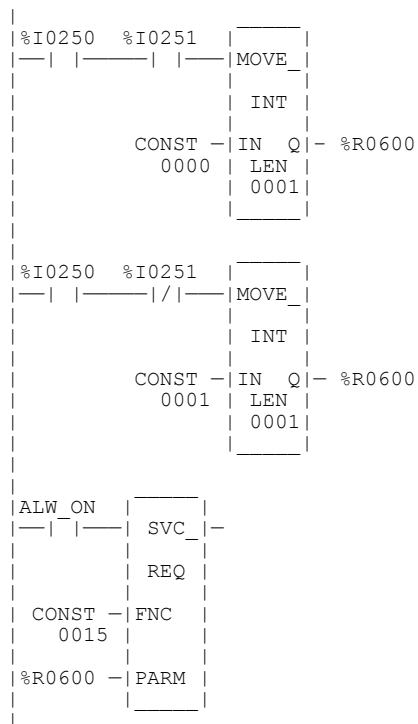 %I0250 %I0251
MOVE_
INT
CONST IN Q %R0600
0000 LEN
0001
%I0250 %I0251
MOVE_
INT
CONST IN Q %R0600
0001 LEN
0001
ALW_ON
SVC_
REQ
CONST FNC
0015
%R0600 PARM